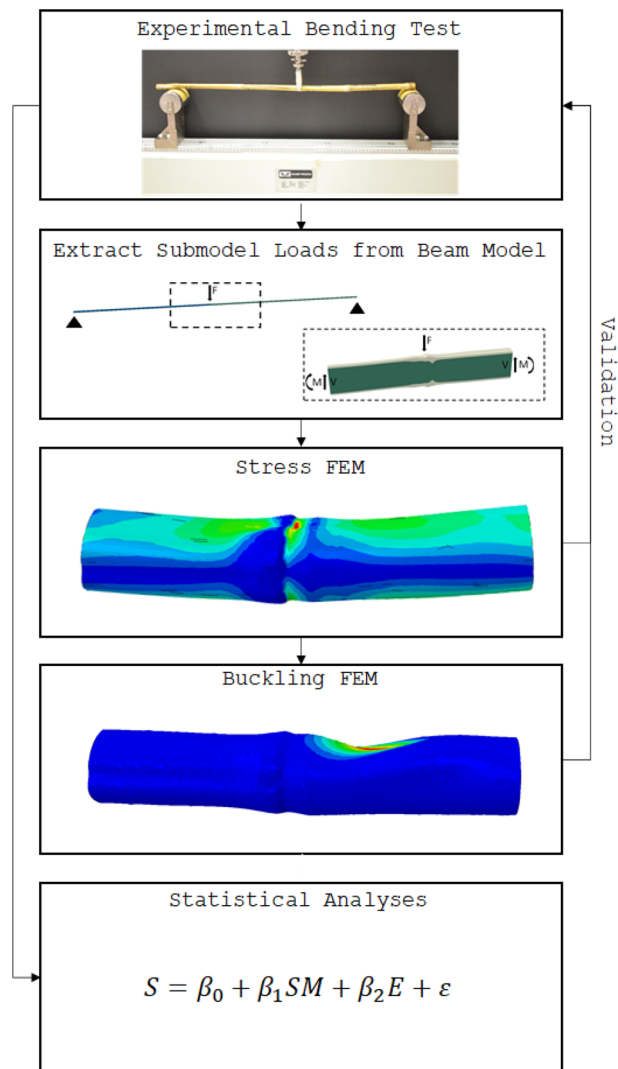 Experimental Bending Test
Extract Submodel Loads from Beam Model
F
F
M V
V M
Validation
Stress FEM
Buckling FEM
Statistical Analyses
S = β₀ + β₁SM + β₂E + ε